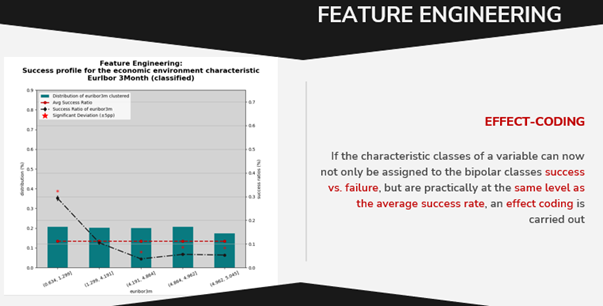 FEATURE ENGINEERING
Feature Engineering:
Success profile for the economic environment characteristic
Euribor 3Month (classified)
Distribution of euribor3m clustered
Avg Success Ratio
Success Ratio of euribor3m
Significant Deviation (±5pp)
distribution (%)
0.9
0.8
0.7
0.6
0.5
0.4
0.3
0.2
0.1
0.0
success ratios (%)
0.7
0.6
0.5
0.4
0.3
0.2
0.1
0.0
(0.634, 1.299]
(1.299, 4.191]
(4.191, 4.864]
(4.864, 4.962]
(4.962, 5.045]
euribor3m
EFFECT-CODING
If the characteristic classes of a variable can now
not only be assigned to the bipolar classes success
vs. failure, but are practically at the same level as
the average success rate, an effect coding is
carried out